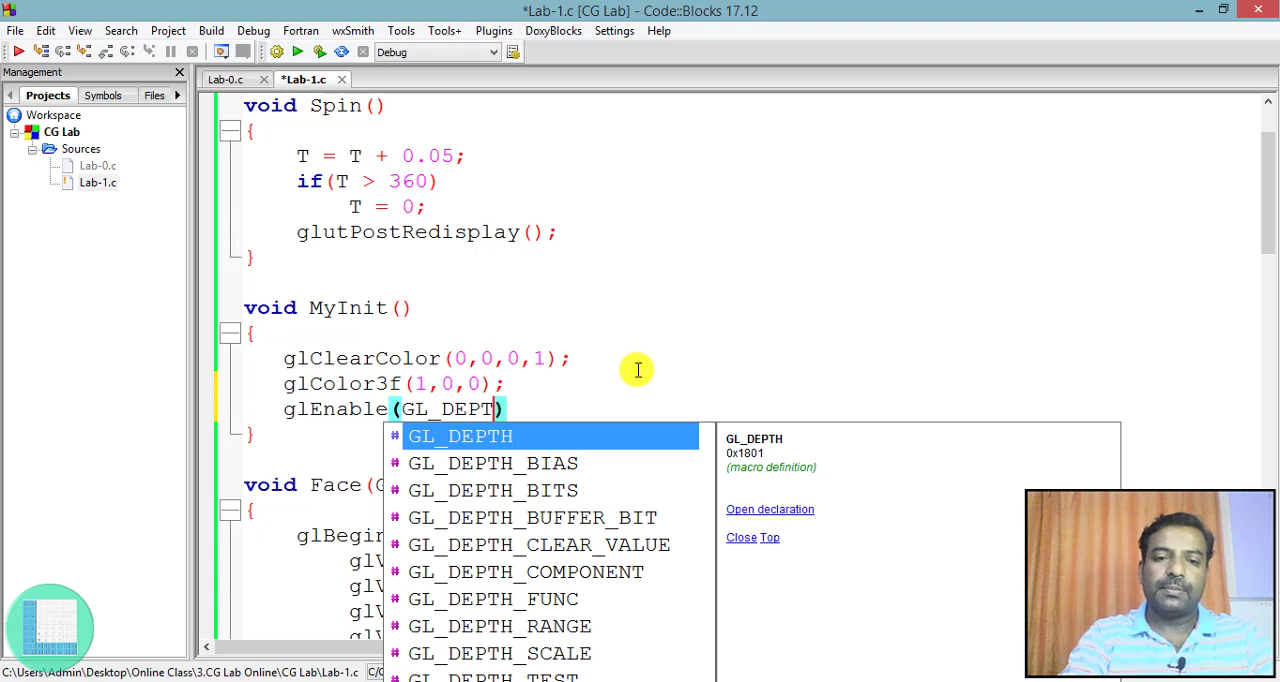 *Lab-1.c [CG Lab] - Code::Blocks 17.12
File Edit View Search Project Build Debug Fortran wxSmith Tools Tools+ Plugins DoxyBlocks Settings Help
Debug
Management
Projects Symbols Files
Workspace
CG Lab
Sources
Lab-0.c
Lab-1.c
Lab-0.c *Lab-1.c
void Spin()
{
T = T + 0.05;
if(T > 360)
T = 0;
glutPostRedisplay();
}
void MyInit()
{
glClearColor(0,0,0,1);
glColor3f(1,0,0);
glEnable(GL_DEPT)
}
void Face(
{
glBegin
glV
glV
glV
GL_DEPTH
GL_DEPTH_BIAS
GL_DEPTH_BITS
GL_DEPTH_BUFFER_BIT
GL_DEPTH_CLEAR_VALUE
GL_DEPTH_COMPONENT
GL_DEPTH_FUNC
GL_DEPTH_RANGE
GL_DEPTH_SCALE
GL_DEPTH_TEST
GL_DEPTH
0x1801
(macro definition)
Open declaration
Close Top
C:\Users\Admin\Desktop\Online Class\3.CG Lab Online\CG Lab\Lab-1.c